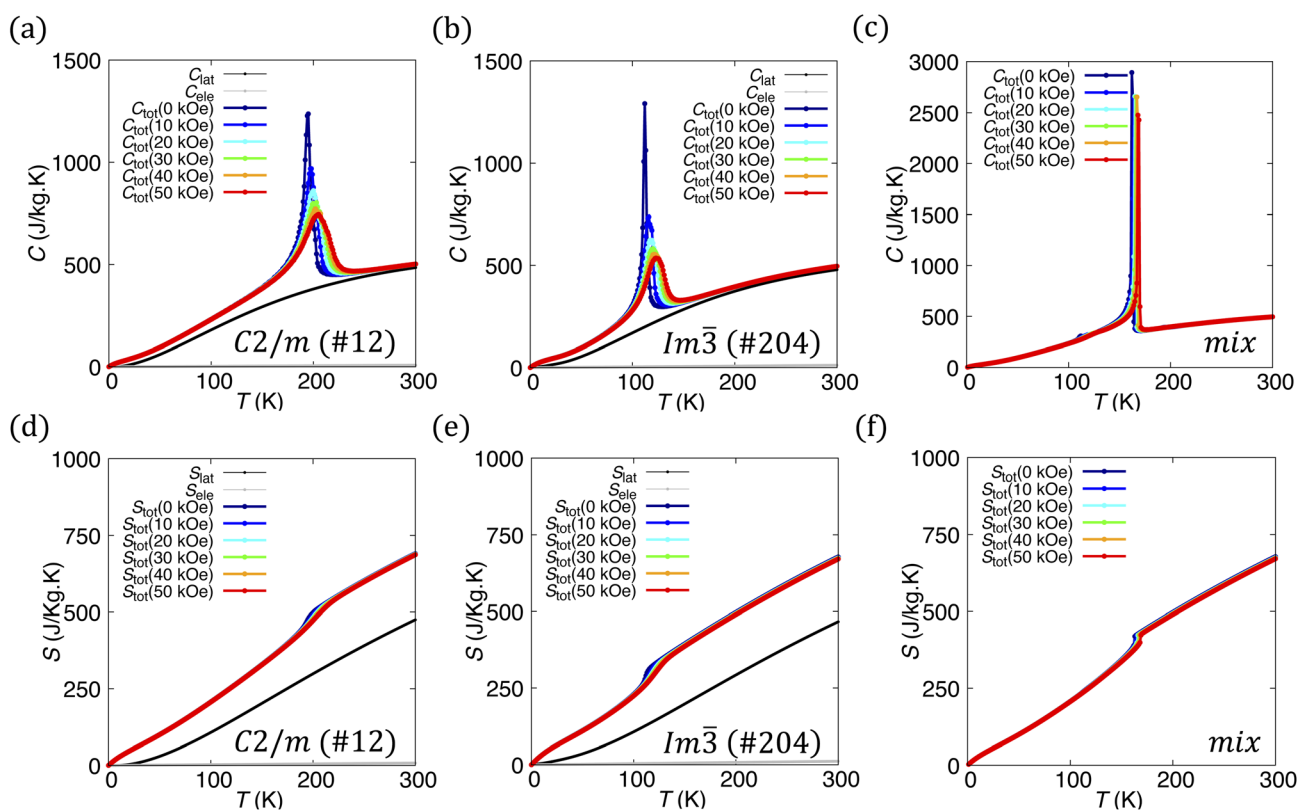 (a)
1500
1000
500
0
C (J/kg.K)
C_lat
C_ele
C_tot(0 kOe)
C_tot(10 kOe)
C_tot(20 kOe)
C_tot(30 kOe)
C_tot(40 kOe)
C_tot(50 kOe)
C2/m (#12)
0 100 200 300
T (K)
(b)
1500
1000
500
0
C (J/kg.K)
C_lat
C_ele
C_tot(0 kOe)
C_tot(10 kOe)
C_tot(20 kOe)
C_tot(30 kOe)
C_tot(40 kOe)
C_tot(50 kOe)
Im3̄ (#204)
0 100 200 300
T (K)
(c)
3000
2500
2000
1500
1000
500
0
C (J/kg.K)
C_tot(0 kOe)
C_tot(10 kOe)
C_tot(20 kOe)
C_tot(30 kOe)
C_tot(40 kOe)
C_tot(50 kOe)
mix
0 100 200 300
T (K)
(d)
1000
750
500
250
0
S (J/Kg.K)
S_lat
S_ele
S_tot(0 kOe)
S_tot(10 kOe)
S_tot(20 kOe)
S_tot(30 kOe)
S_tot(40 kOe)
S_tot(50 kOe)
C2/m (#12)
0 100 200 300
T (K)
(e)
1000
750
500
250
0
S (J/Kg.K)
S_lat
S_ele
S_tot(0 kOe)
S_tot(10 kOe)
S_tot(20 kOe)
S_tot(30 kOe)
S_tot(40 kOe)
S_tot(50 kOe)
Im3̄ (#204)
0 100 200 300
T (K)
(f)
1000
750
500
250
0
S (J/Kg.K)
S_tot(0 kOe)
S_tot(10 kOe)
S_tot(20 kOe)
S_tot(30 kOe)
S_tot(40 kOe)
S_tot(50 kOe)
mix
0 100 200 300
T (K)